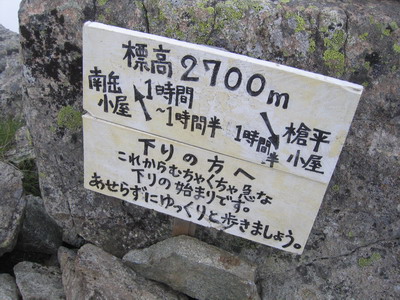 標高2700m
南岳小屋
1時間
~1時間半
1時間半
槍平小屋
下りの方へ
これからむちゃくちゃ急な
下りの始まりです。
あせらずにゆっくりと歩きましょう。